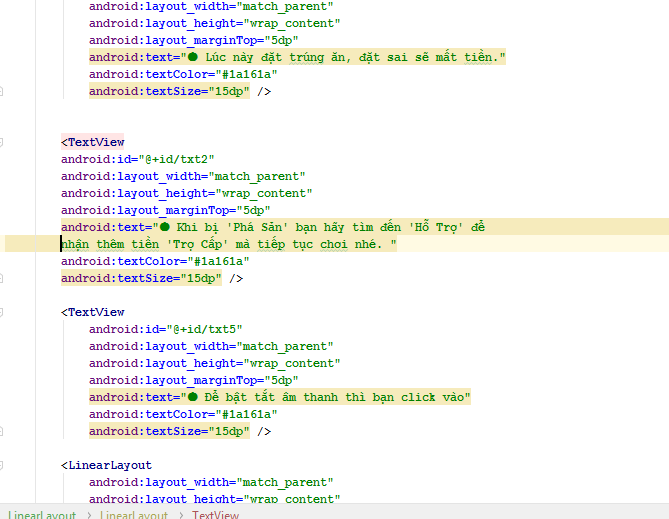 android:layout_width="match_parent"
android:layout_height="wrap_content"
android:layout_marginTop="5dp"
android:text="● Lúc này đặt trúng ăn, đặt sai sẽ mất tiền."
android:textColor="#1a161a"
android:textSize="15dp" />
<TextView
android:id="@+id/txt2"
android:layout_width="match_parent"
android:layout_height="wrap_content"
android:layout_marginTop="5dp"
android:text="● Khi bị 'Phá Sản' bạn hãy tìm đến 'Hỗ Trợ' để
nhận thêm tiền 'Trợ Cấp' mà tiếp tục chơi nhé. "
android:textColor="#1a161a"
android:textSize="15dp" />
<TextView
android:id="@+id/txt5"
android:layout_width="match_parent"
android:layout_height="wrap_content"
android:layout_marginTop="5dp"
android:text="● Để bật tắt âm thanh thì bạn click vào"
android:textColor="#1a161a"
android:textSize="15dp" />
<LinearLayout
android:layout_width="match_parent"
android:layout_height="wrap_content"
LinearLayout > LinearLayout > TextView